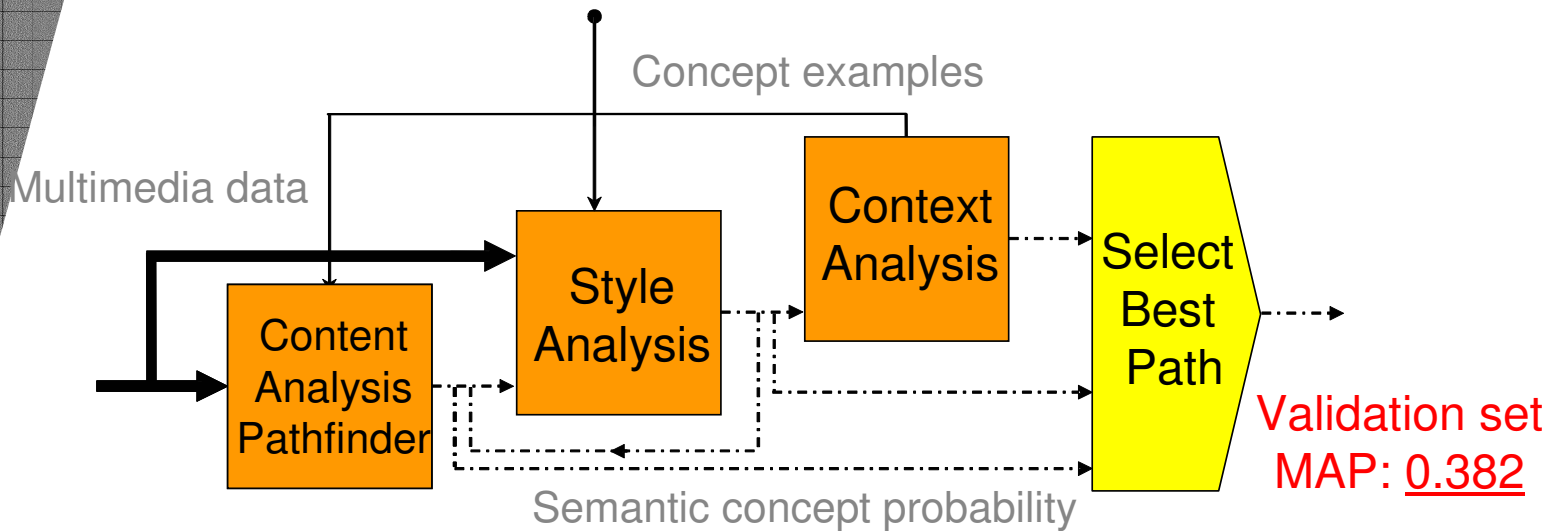 Concept examples
Multimedia data
Context
Analysis
Select
Best
Path
Style
Analysis
Content
Analysis
Pathfinder
Validation set
MAP: 0.382
Semantic concept probability